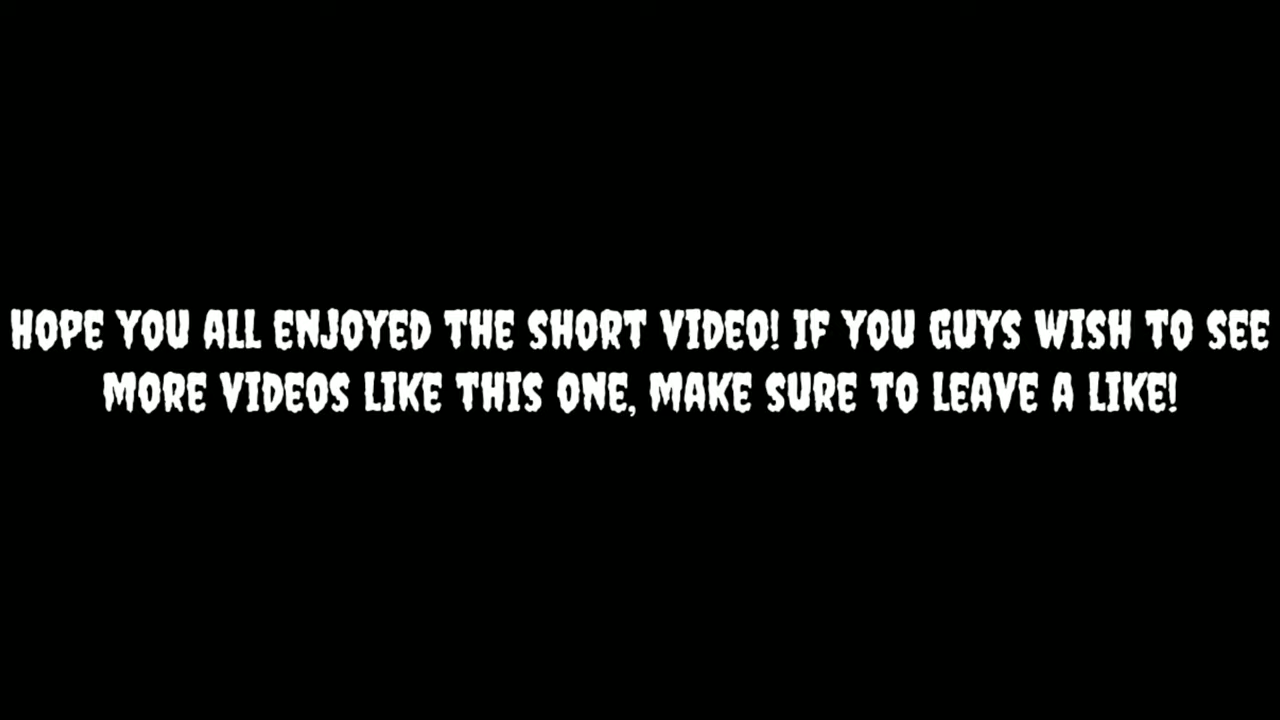 HOPE YOU ALL ENJOYED THE SHORT VIDEO! IF YOU GUYS WISH TO SEE
MORE VIDEOS LIKE THIS ONE, MAKE SURE TO LEAVE A LIKE!